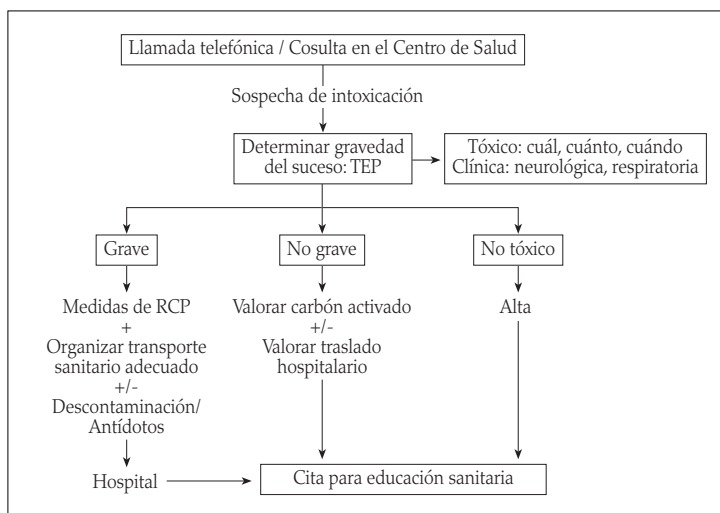 Llamada telefónica / Cosulta en el Centro de Salud
Sospecha de intoxicación
Determinar gravedad
del suceso: TEP
Tóxico: cuál, cuánto, cuándo
Clínica: neurológica, respiratoria
Grave
No grave
No tóxico
Medidas de RCP
+
Organizar transporte
sanitario adecuado
+/-
Descontaminación/
Antídotos
Valorar carbón activado
+/-
Valorar traslado
hospitalario
Alta
Hospital
Cita para educación sanitaria